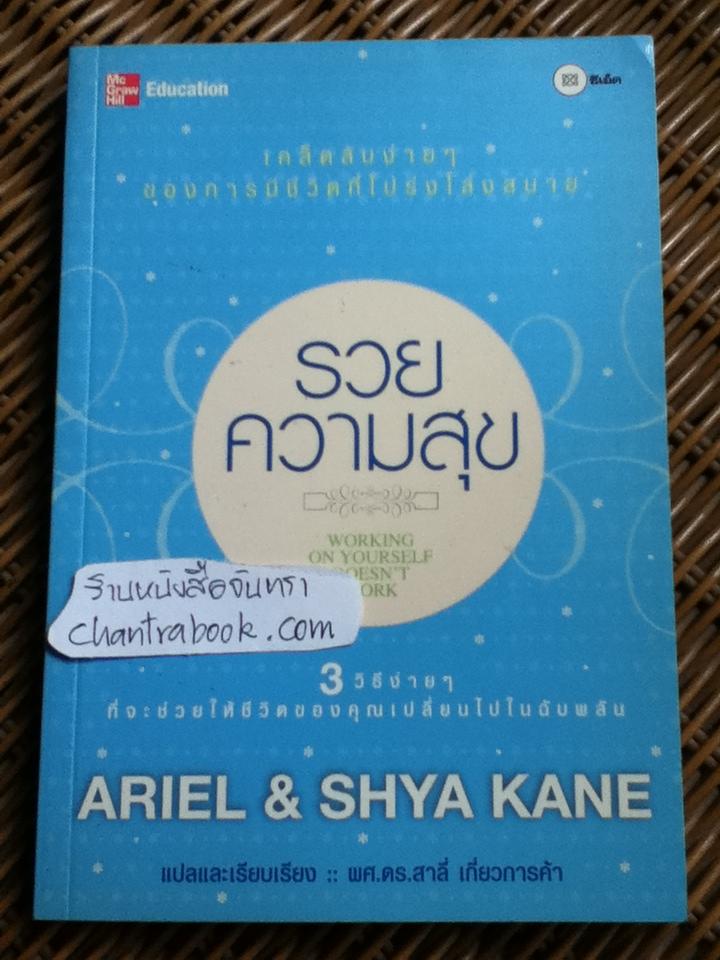 Mc
Graw
Hill
Education
ซีเอ็ด
เคล็ดลับง่ายๆ
ของการมีชีวิตที่โปร่งโล่งสบาย
รวย
ความสุข
WORKING
ON YOURSELF
DOESN'T
WORK
ร้านหนังสือจันทรา
chantrabook.com
3 วิธีง่ายๆ
ที่จะช่วยให้ชีวิตของคุณเปลี่ยนไปในฉับพลัน
ARIEL & SHYA KANE
แปลและเรียบเรียง :: ผศ.ดร.สาลี่ เกี่ยวการค้า